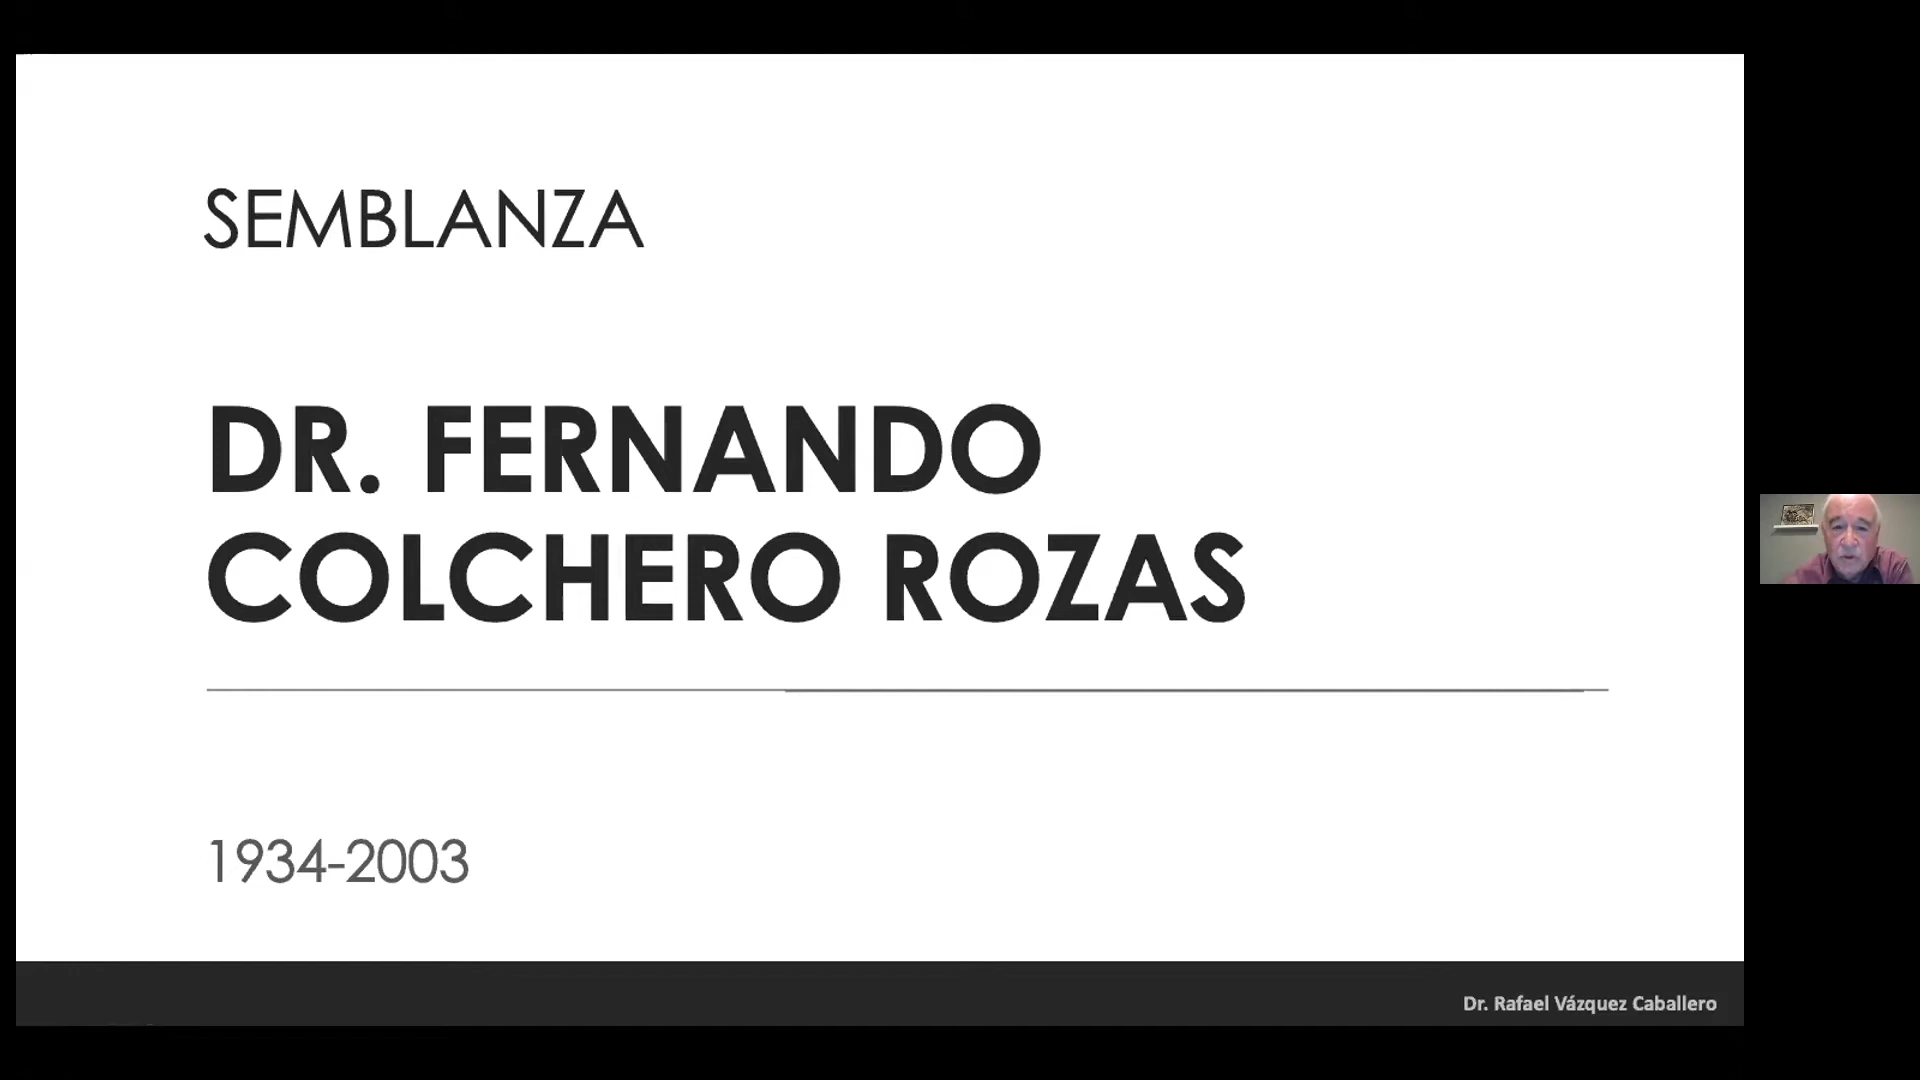 SEMBLANZA
DR. FERNANDO
COLCHERO ROZAS
1934-2003
Dr. Rafael Vázquez Caballero